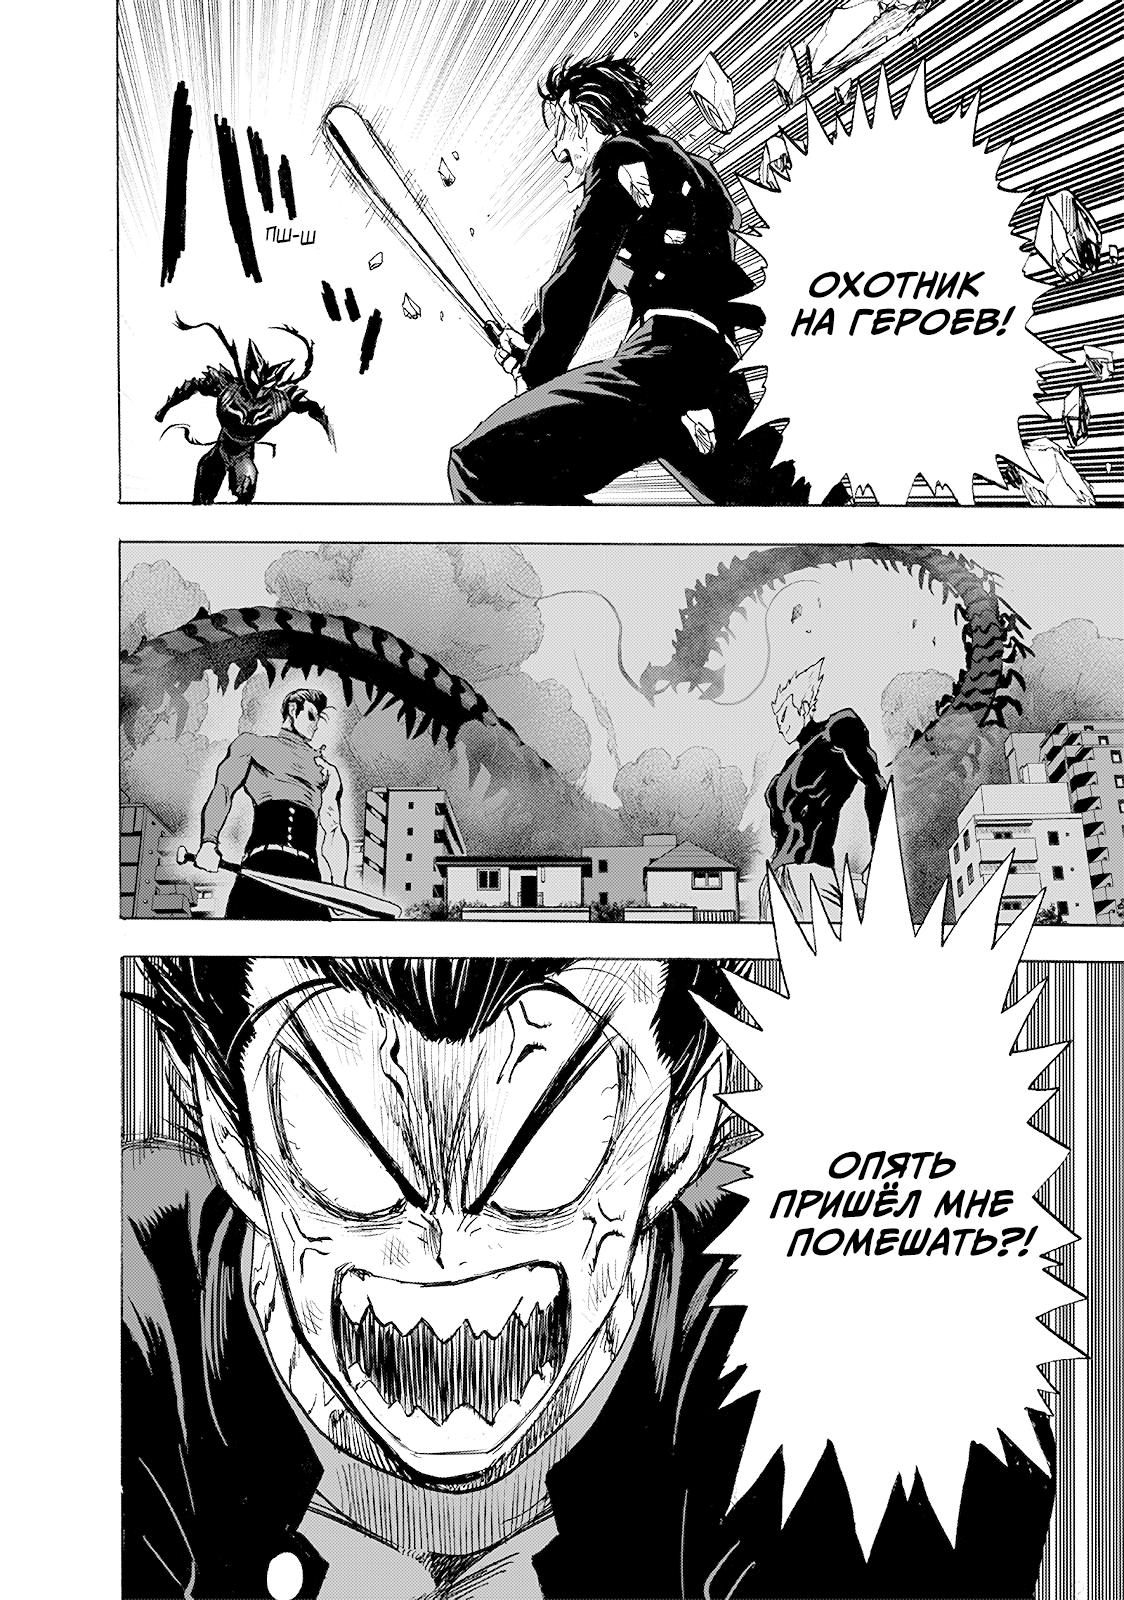 ПШ-Ш
ОХОТНИК
НА ГЕРОЕВ!
ОПЯТЬ
ПРИШЁЛ МНЕ
ПОМЕШАТЬ?!